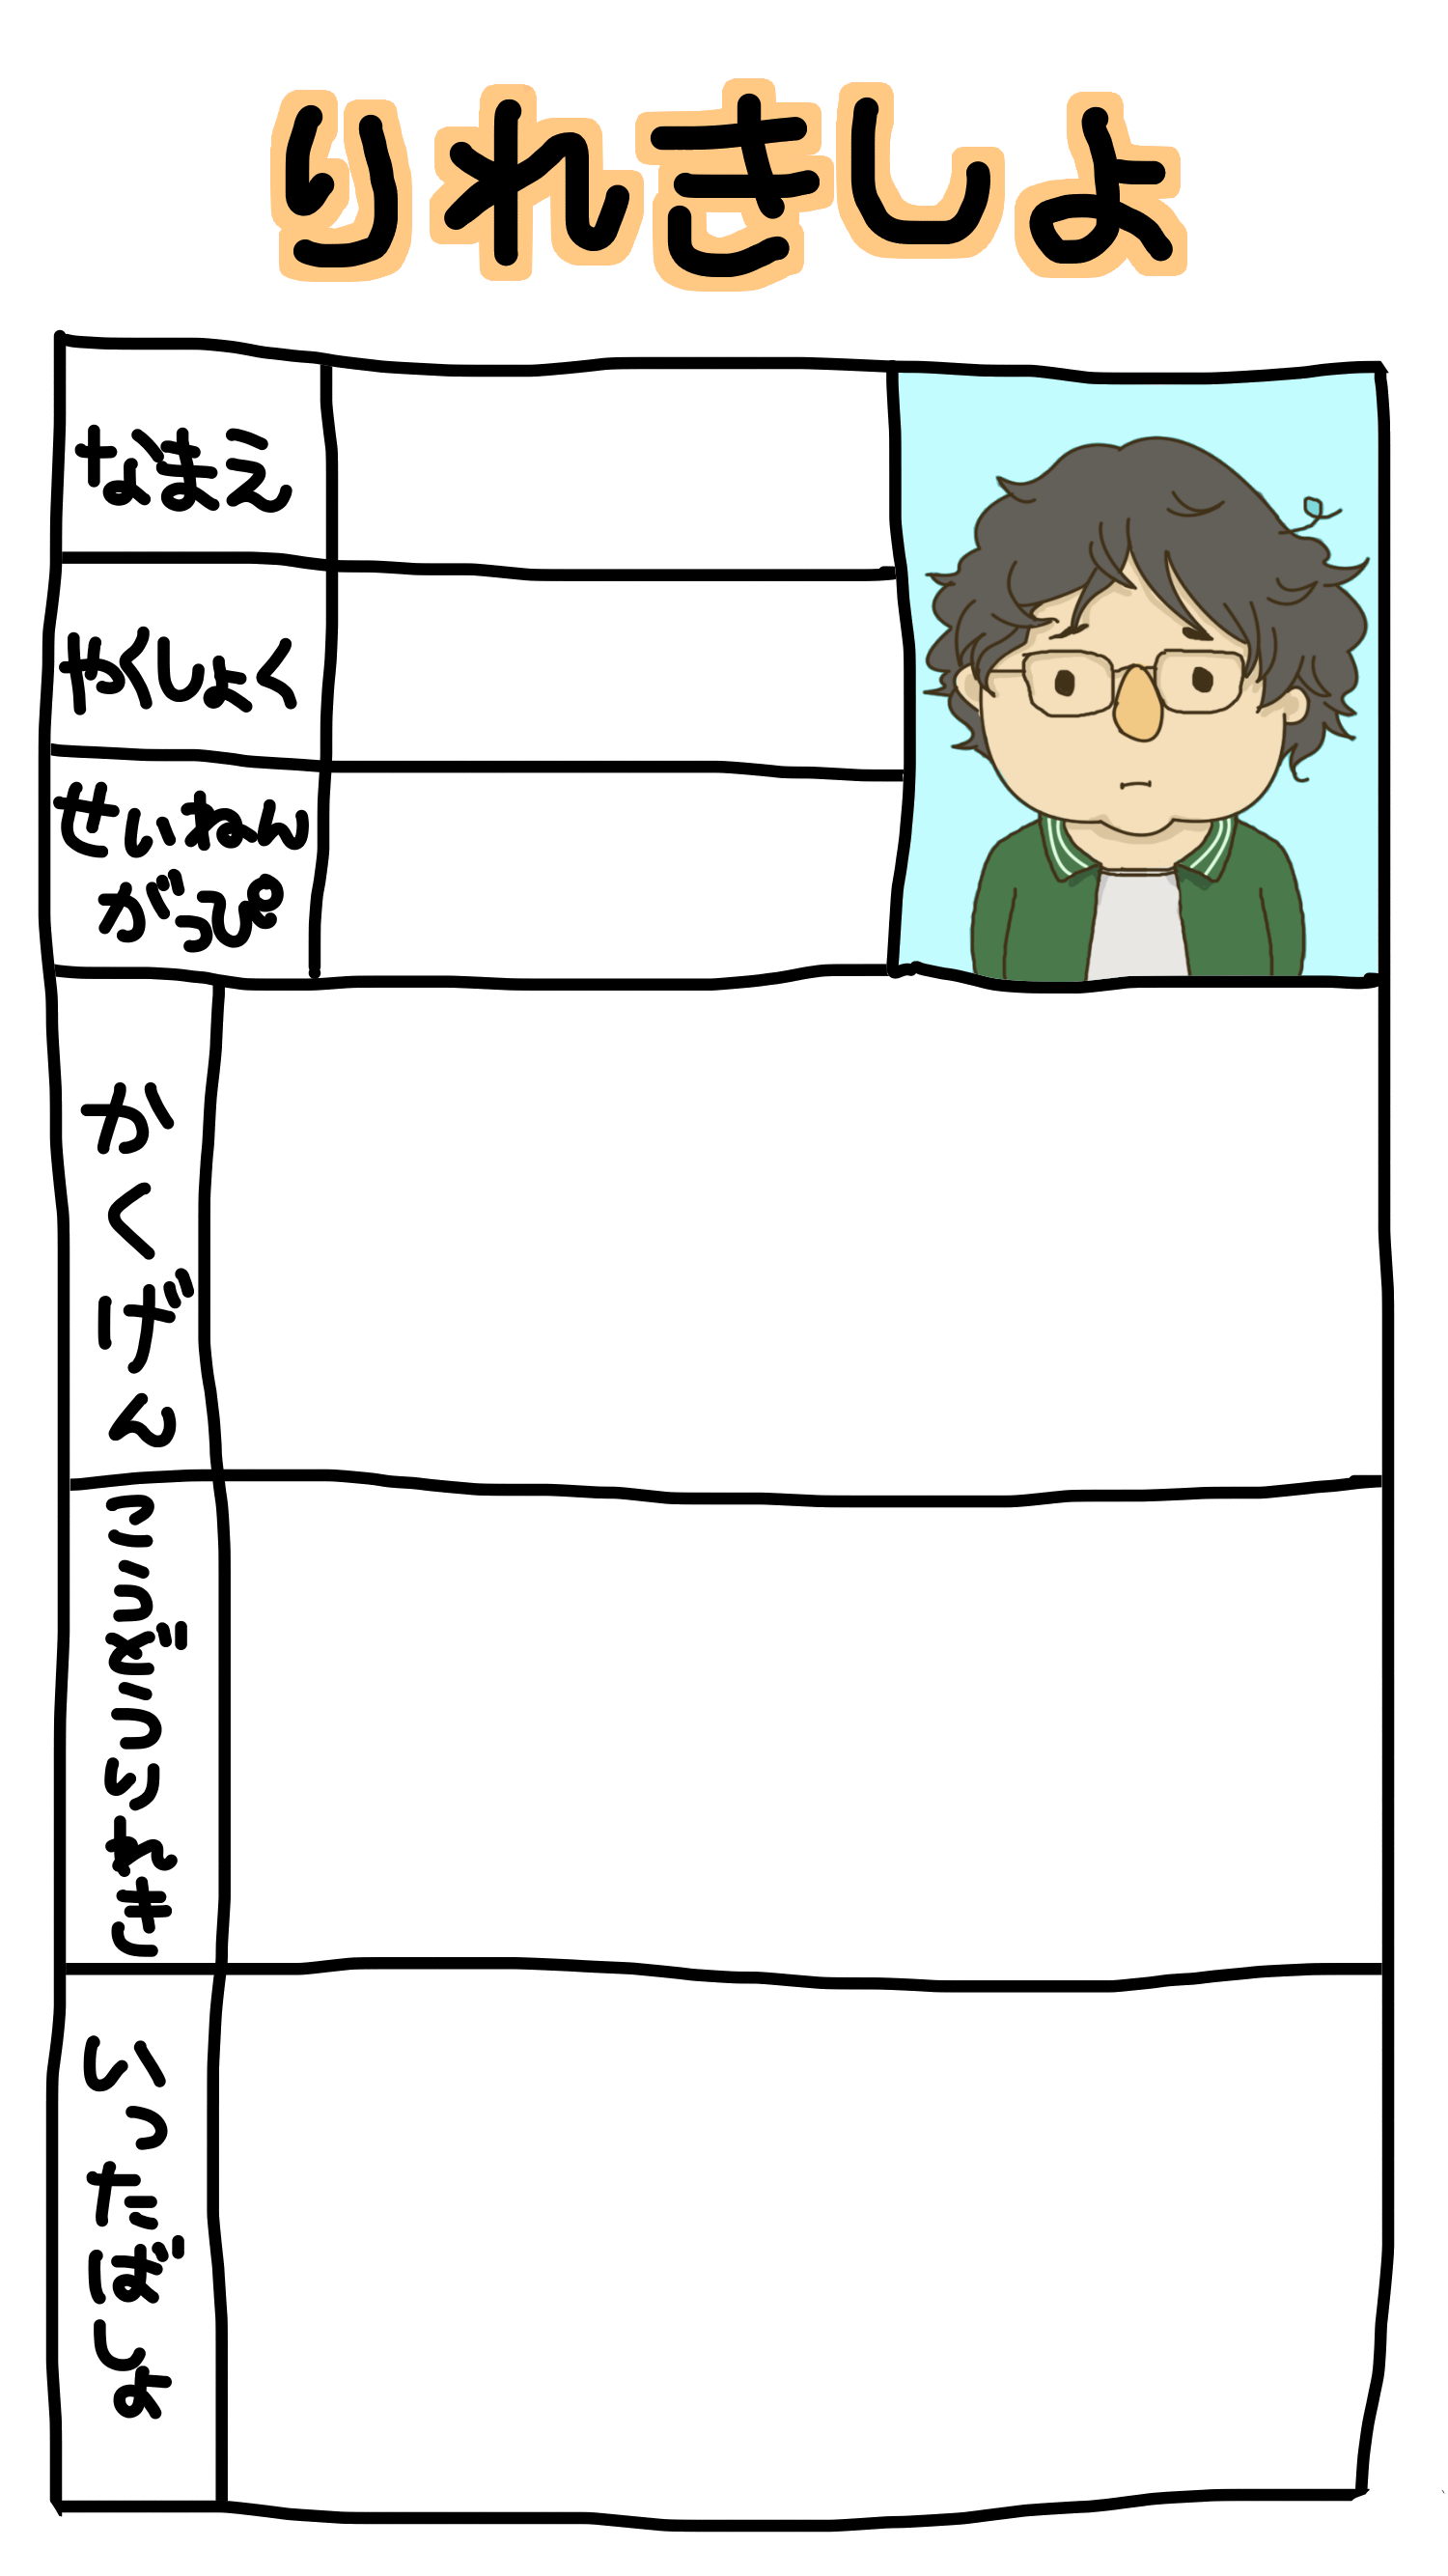 りれきしょ
なまえ
やくしょく
せいねん
がっぴ
かくげん
こうどうりれき
いったばしょ